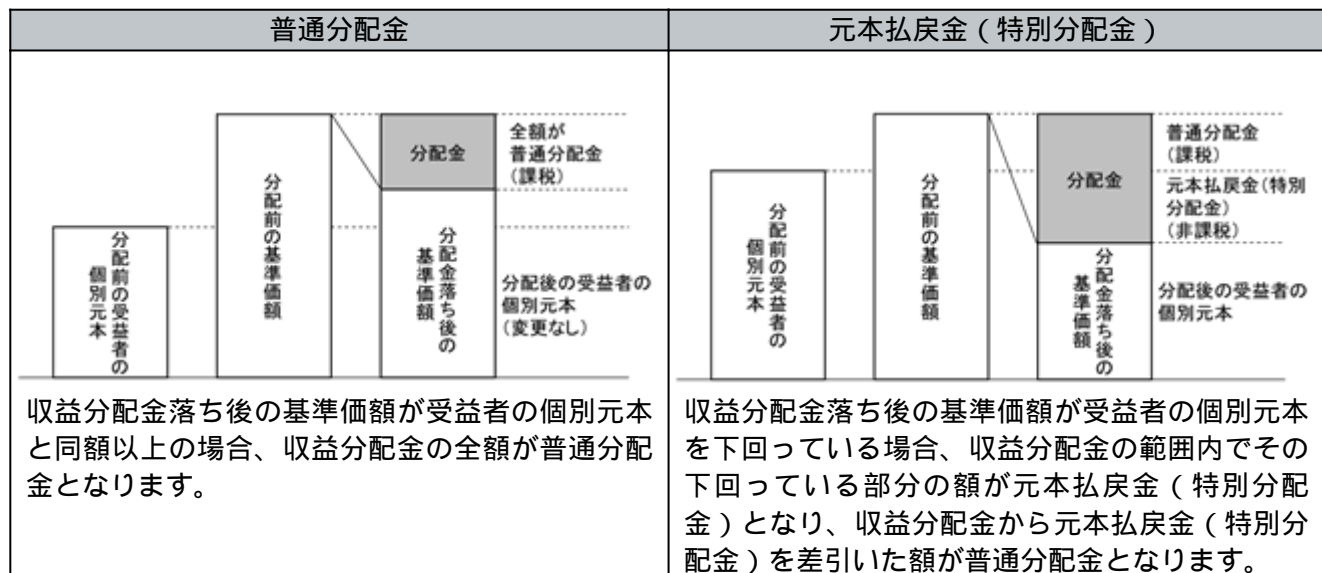 普通分配金
分配前の受益者の
個別元本
分配前の基準価額
分配金
分配金落ち後の
基準価額
全額が
普通分配金
(課税)
分配後の受益者の
個別元本
(変更なし)
収益分配金落ち後の基準価額が受益者の個別元本
と同額以上の場合、収益分配金の全額が普通分配
金となります。
元本払戻金(特別分配金)
分配前の受益者の
個別元本
分配前の基準価額
分配金
分配金落ち後の
基準価額
普通分配金
(課税)
元本払戻金(特別
分配金)
(非課税)
分配後の受益者の
個別元本
収益分配金落ち後の基準価額が受益者の個別元本
を下回っている場合、収益分配金の範囲内でその
下回っている部分の額が元本払戻金(特別分配
金)となり、収益分配金から元本払戻金(特別分
配金)を差引いた額が普通分配金となります。